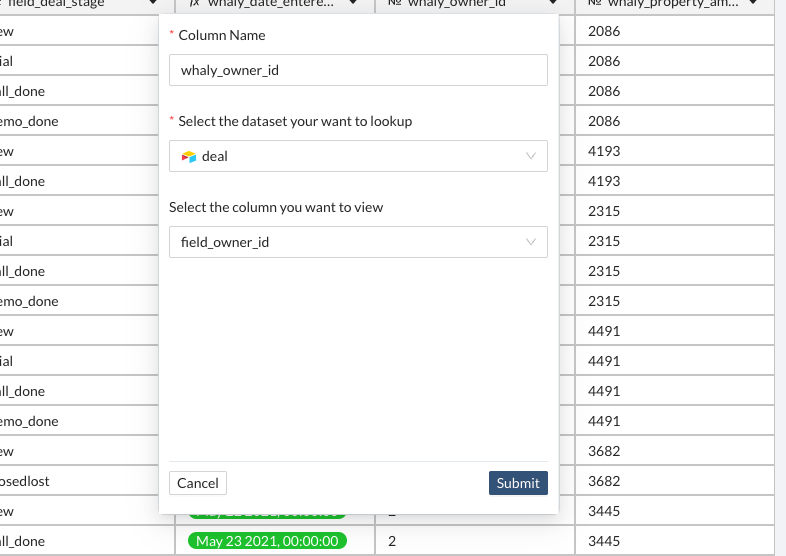 field_deal_stage whaly_date_entere... № whaly_owner_id № whaly_property_am...
ew 2086
ial 2086
all_done 2086
emo_done 2086
ew 4193
all_done 4193
ew 2315
ial 2315
all_done 2315
emo_done 2315
ew 4491
ial 4491
all_done 4491
emo_done 4491
ew 3682
osedlost 3682
ew 3445
all_done May 23 2021, 00:00:00 2 3445
* Column Name
whaly_owner_id
* Select the dataset your want to lookup
deal
Select the column you want to view
field_owner_id
Cancel Submit